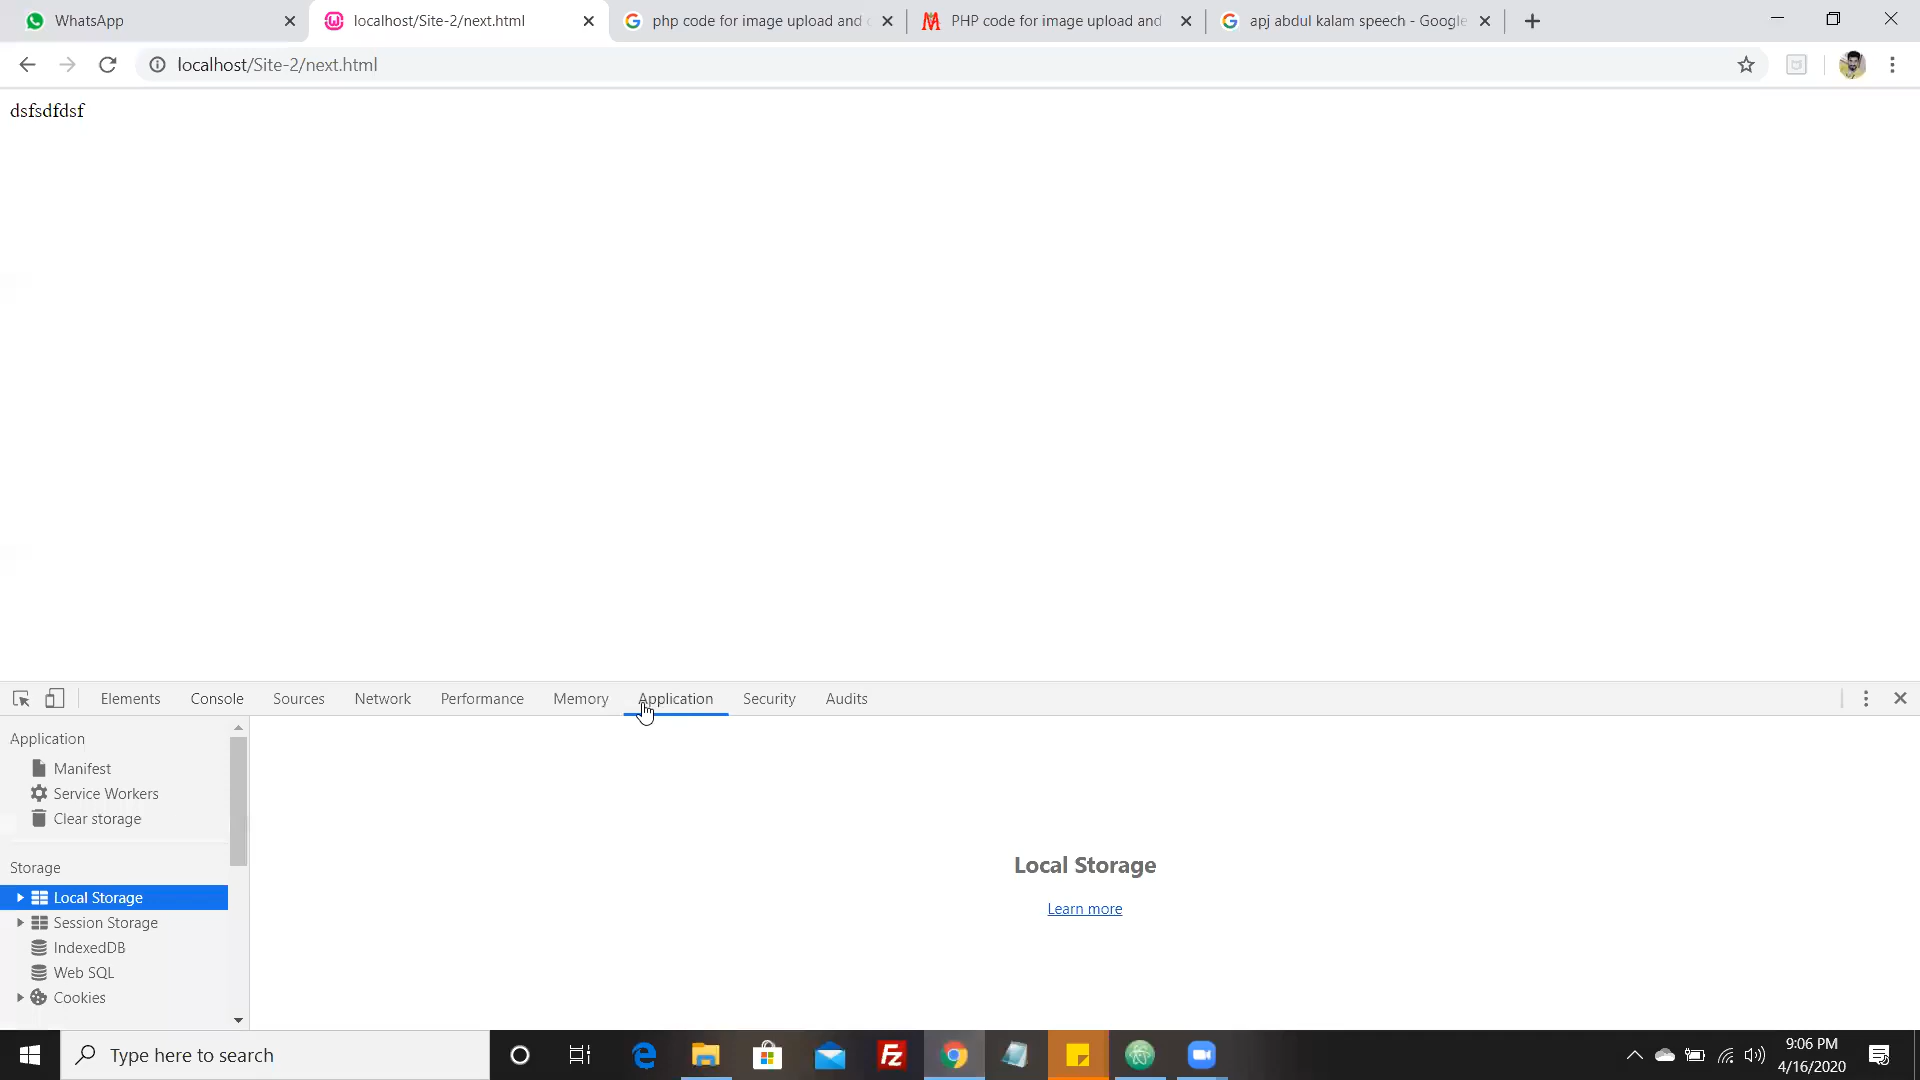 WhatsApp
localhost/Site-2/next.html
php code for image upload and
PHP code for image upload and
apj abdul kalam speech - Google
localhost/Site-2/next.html
dsfsdfdsf
Elements
Console
Sources
Network
Performance
Memory
Application
Security
Audits
Application
Manifest
Service Workers
Clear storage
Storage
Local Storage
Session Storage
IndexedDB
Web SQL
Cookies
Local Storage
Learn more
Type here to search
9:06 PM
4/16/2020